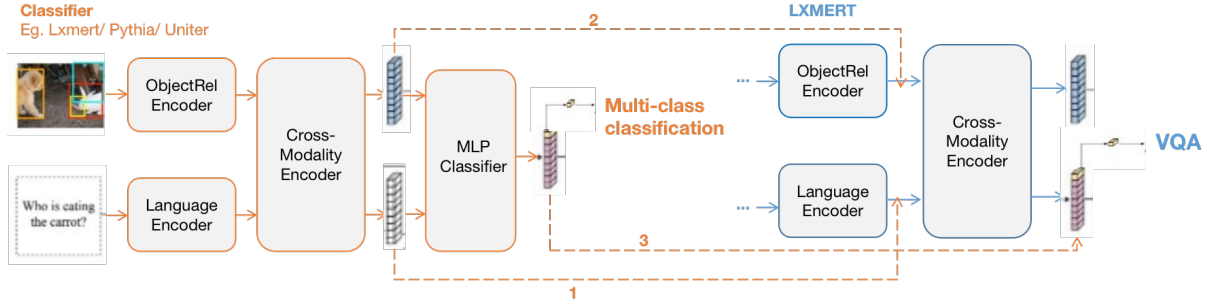 Classifier
Eg. Lxmert/ Pythia/ Uniter
ObjectRel
Encoder
Cross-
Modality
Encoder
MLP
Classifier
Multi-class
classification
Who is eating
the carrot?
Language
Encoder
2
LXMERT
...
ObjectRel
Encoder
Cross-
Modality
Encoder
VQA
...
Language
Encoder
3
1